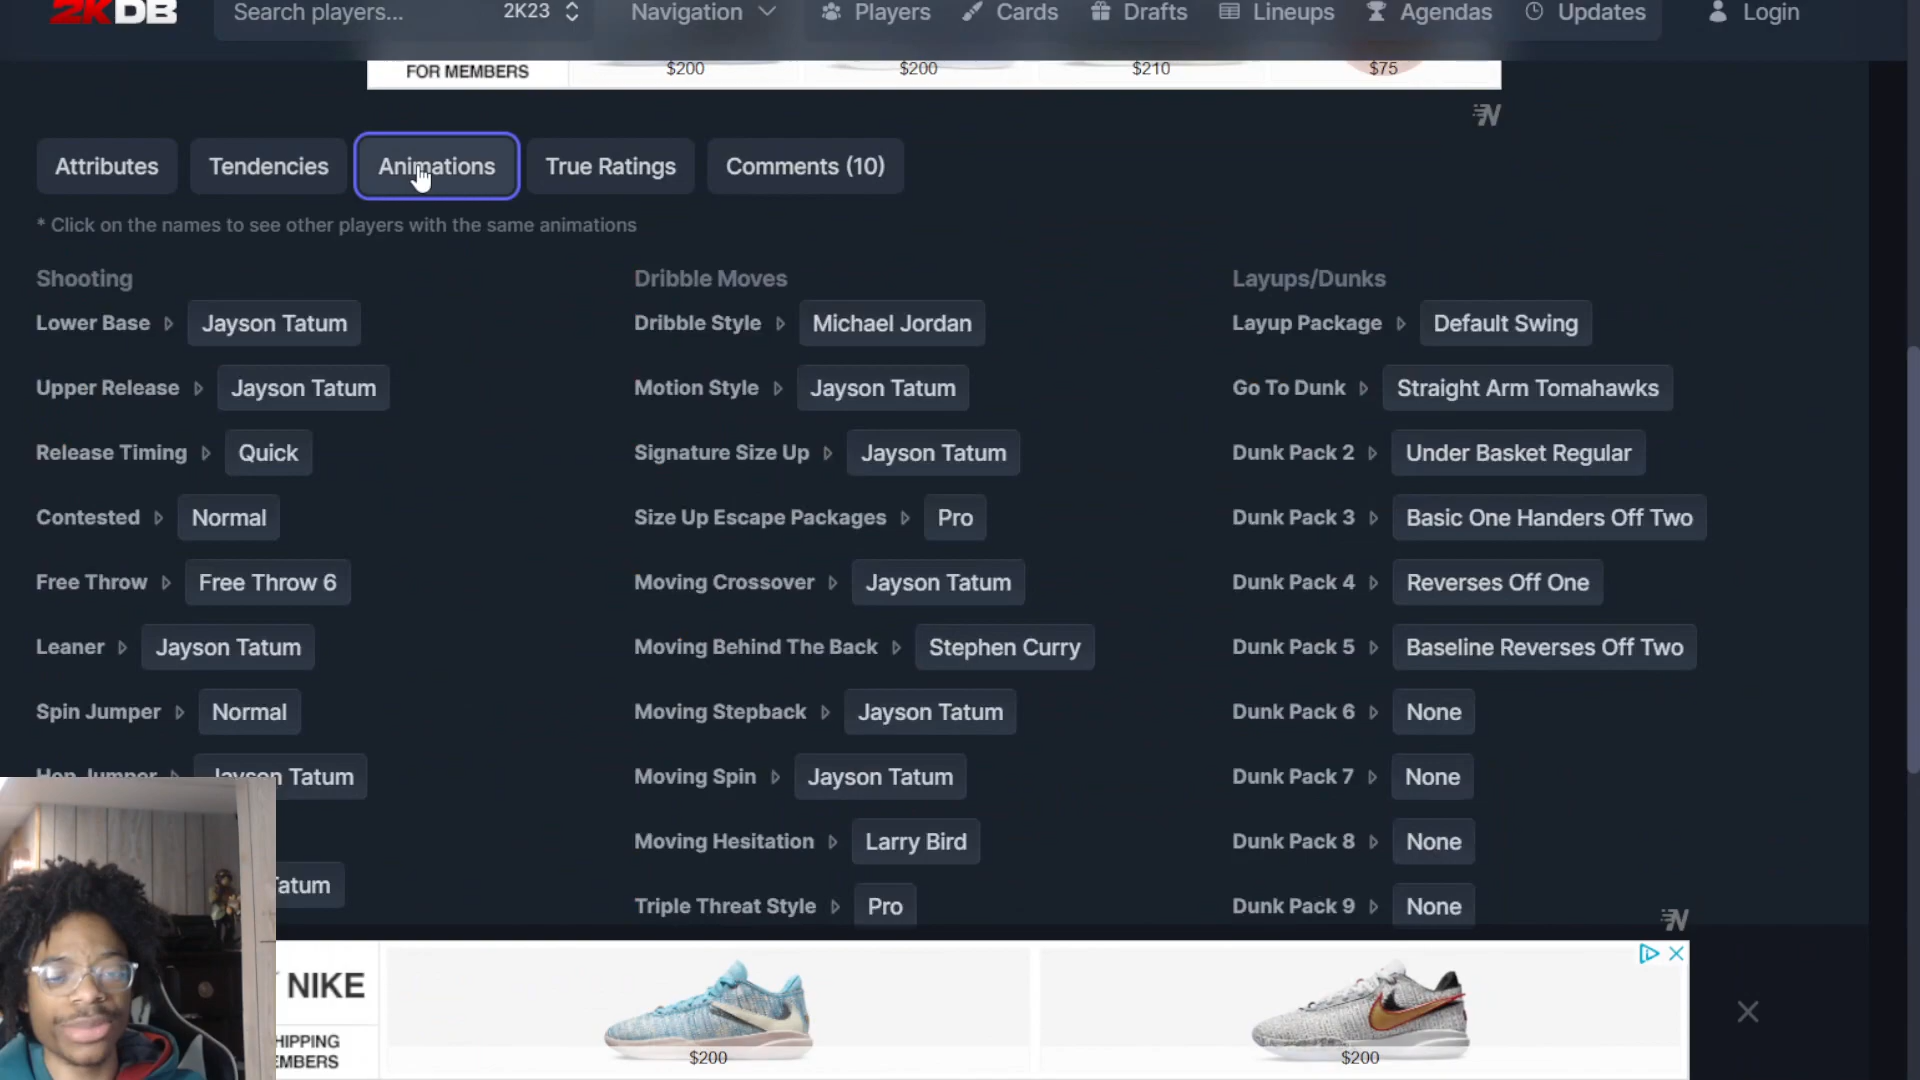 2KDB Search players... 2K23 Navigation Players Cards Drafts Lineups Agendas Updates Login
FOR MEMBERS $200 $200 $210 $75
Attributes Tendencies Animations True Ratings Comments (10)
* Click on the names to see other players with the same animations
Shooting Dribble Moves Layups/Dunks
Lower Base Jayson Tatum Dribble Style Michael Jordan Layup Package Default Swing
Upper Release Jayson Tatum Motion Style Jayson Tatum Go To Dunk Straight Arm Tomahawks
Release Timing Quick Signature Size Up Jayson Tatum Dunk Pack 2 Under Basket Regular
Contested Normal Size Up Escape Packages Pro Dunk Pack 3 Basic One Handers Off Two
Free Throw Free Throw 6 Moving Crossover Jayson Tatum Dunk Pack 4 Reverses Off One
Leaner Jayson Tatum Moving Behind The Back Stephen Curry Dunk Pack 5 Baseline Reverses Off Two
Spin Jumper Normal Moving Stepback Jayson Tatum Dunk Pack 6 None
Hop Jumper Jayson Tatum Moving Spin Jayson Tatum Dunk Pack 7 None
Moving Hesitation Larry Bird Dunk Pack 8 None
Tatum Triple Threat Style Pro Dunk Pack 9 None
NIKE
HIPPING
EMBERS $200 $200